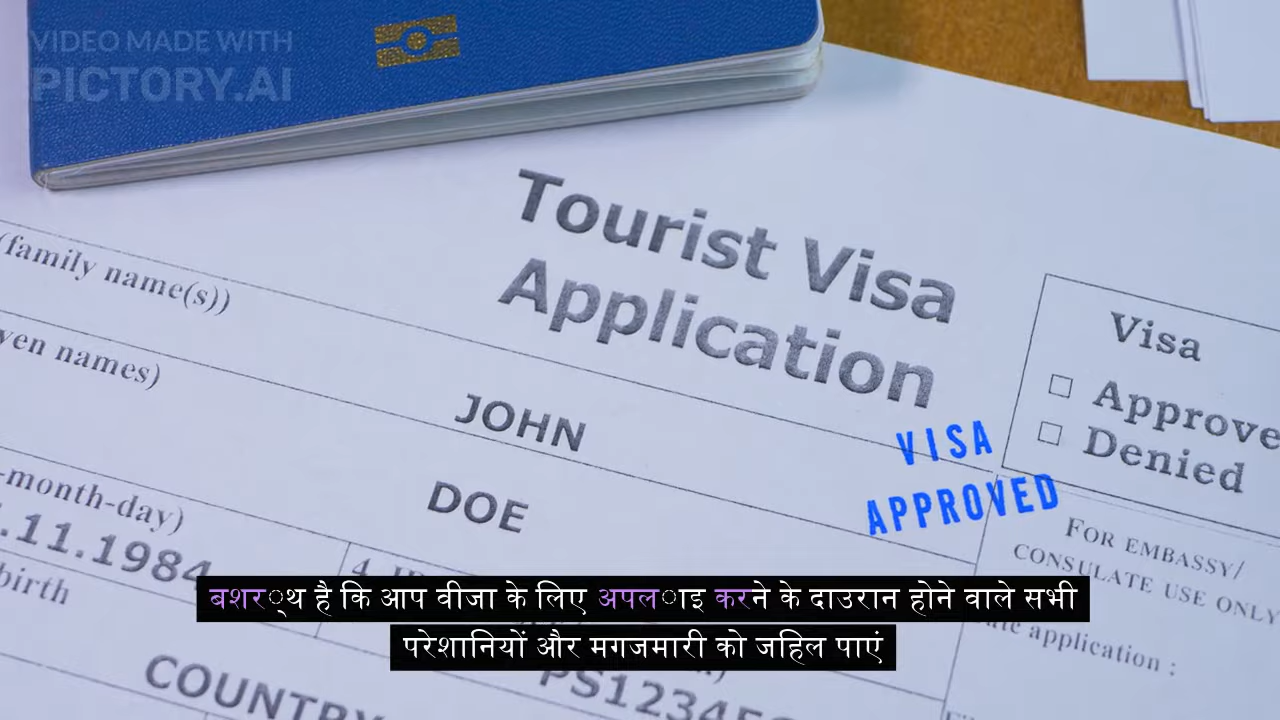 VIDEO MADE WITH
PICTORY.AI
Tourist Visa
Application
(family name(s))
names)
JOHN
DOE
Visa
☐ Approve
☐ Denied
VISA
APPROVED
FOR EMBASSY/
CONSULATE USE ONLY
-month-day)
.11.1984
birth
application :
COUNTRY
बशर्थ है कि आप वीजा के लिए अपलाइ करने के दाउरान होने वाले सभी
परेशानियों और मगजमारी को जहिल पाएं